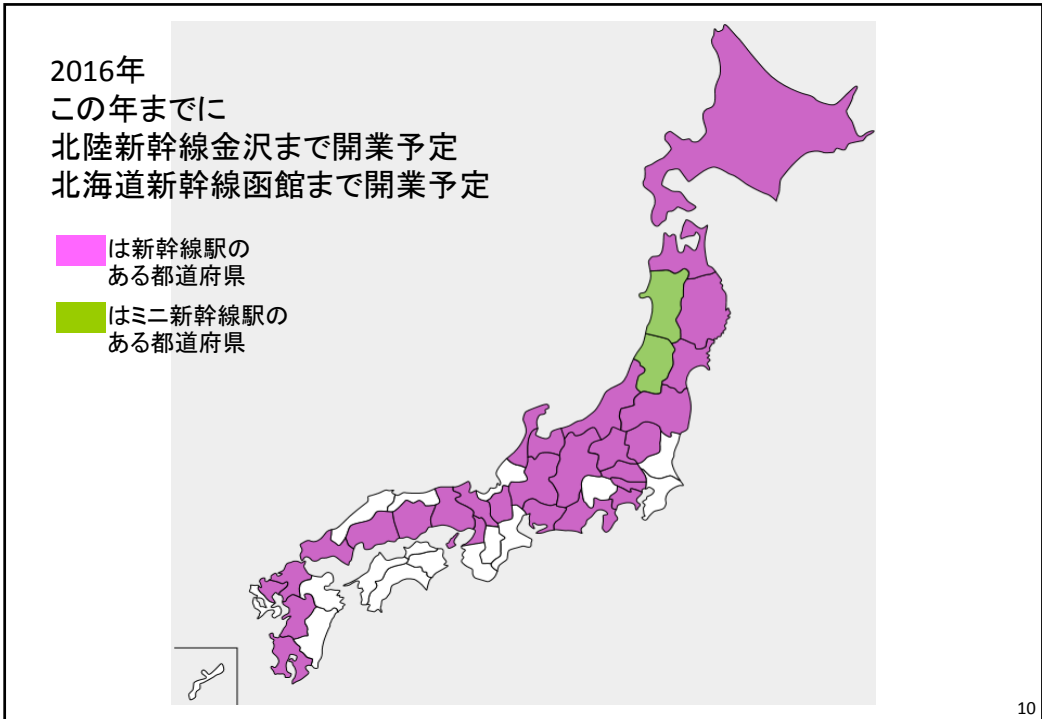 2016年
この年までに
北陸新幹線金沢まで開業予定
北海道新幹線函館まで開業予定
は新幹線駅の
ある都道府県
はミニ新幹線駅の
ある都道府県
10